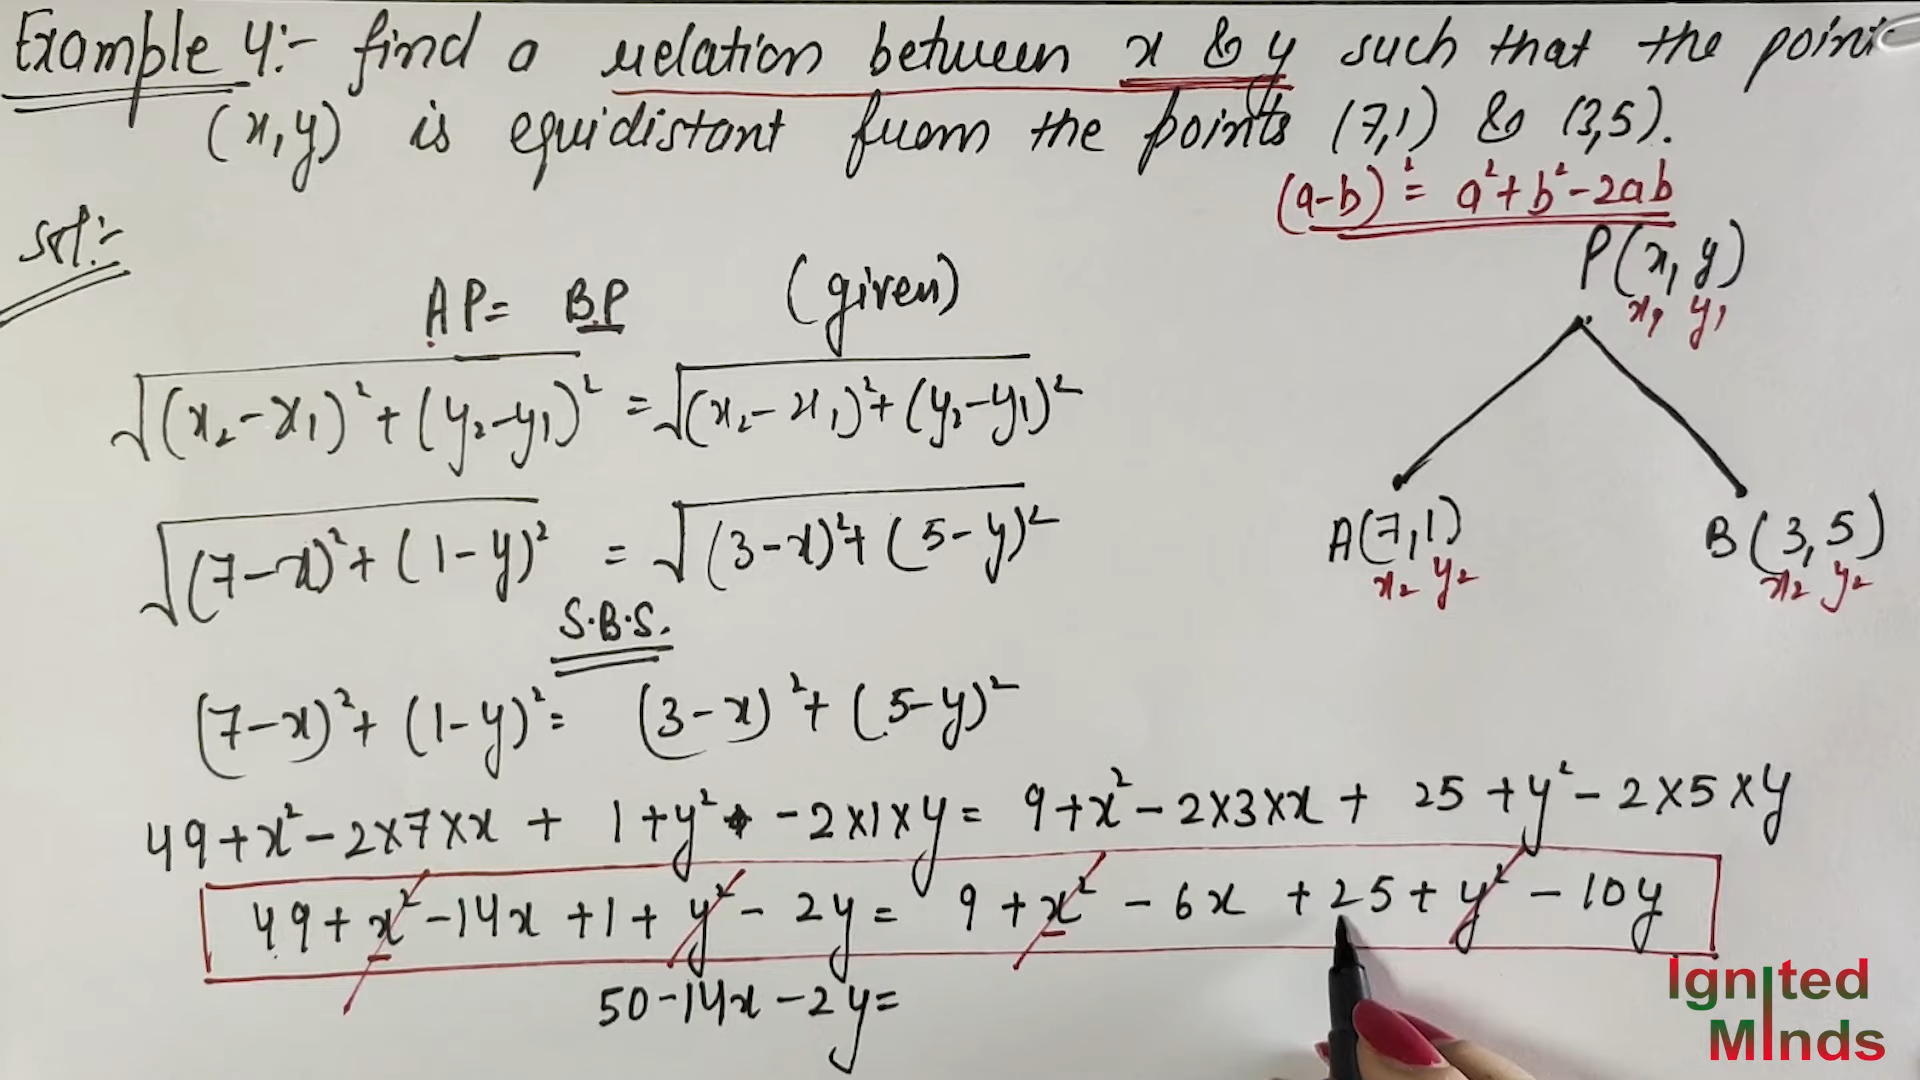 Example 4:- find a relation between x & y such that the point
(x,y) is equidistant from the points (7,1) & (3,5).
(a-b)² = a²+b²-2ab
Sol:-
P(x, y)
x₁ y₁
AP = BP (given)
√(x₂-x₁)²+(y₂-y₁)² = √(x₂-x₁)²+(y₂-y₁)²
A(7,1) B(3,5)
x₂ y₂ x₂ y₂
√(7-x)²+(1-y)² = √(3-x)²+(5-y)²
S.B.S.
(7-x)²+(1-y)² = (3-x)²+(5-y)²
49+x²-2×7×x + 1+y² -2×1×y = 9+x²-2×3×x + 25+y²-2×5×y
49+x²-14x+1+y²-2y = 9+x²-6x+25+y²-10y
50-14x-2y=
Ignited
Minds